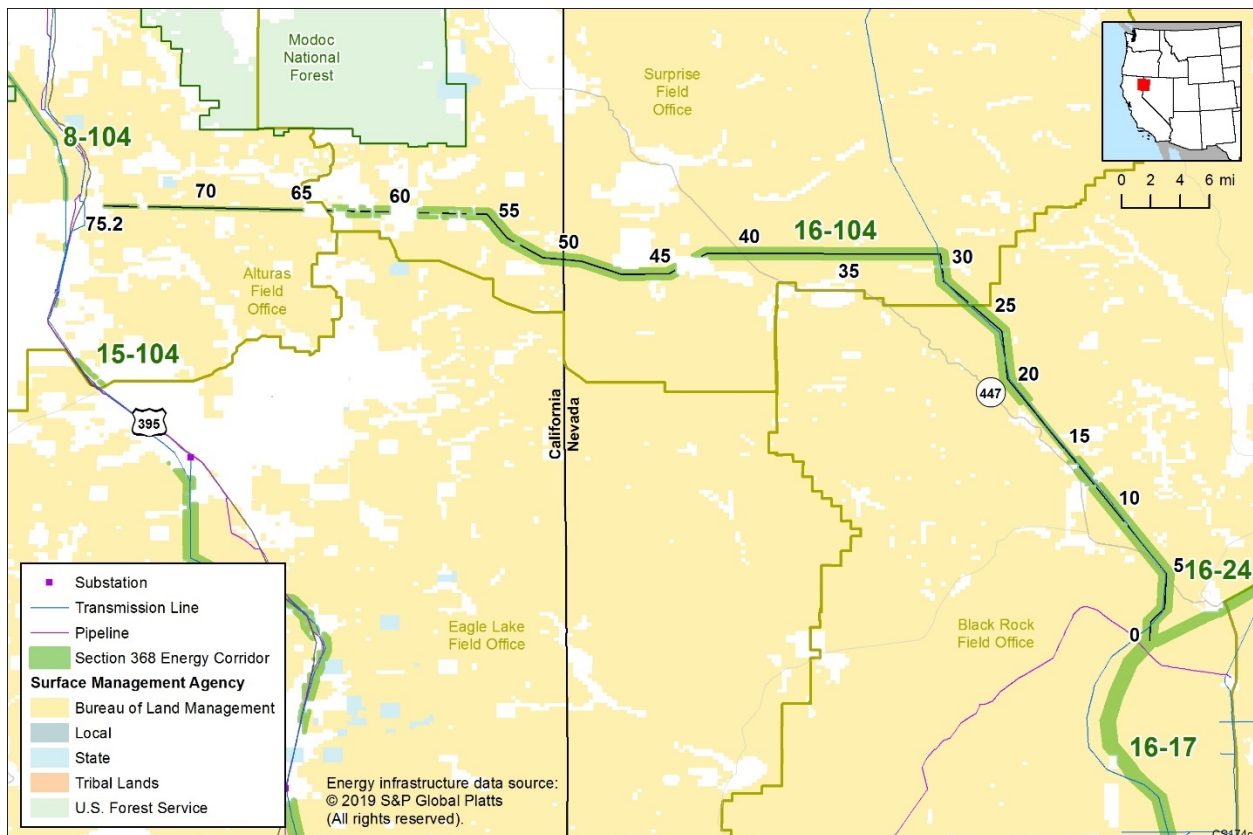 Modoc
National
Forest
Surprise
Field
Office
8-104
0 2 4 6 mi
70
65
60
55
75.2
50
45
40
16-104
35
30
Alturas
Field
Office
25
15-104
20
447
395
California
Nevada
15
10
5
16-24
Eagle Lake
Field Office
Black Rock
Field Office
0
16-17
Substation
Transmission Line
Pipeline
Section 368 Energy Corridor
Surface Management Agency
Bureau of Land Management
Local
State
Tribal Lands
U.S. Forest Service
Energy infrastructure data source:
© 2019 S&P Global Platts
(All rights reserved).